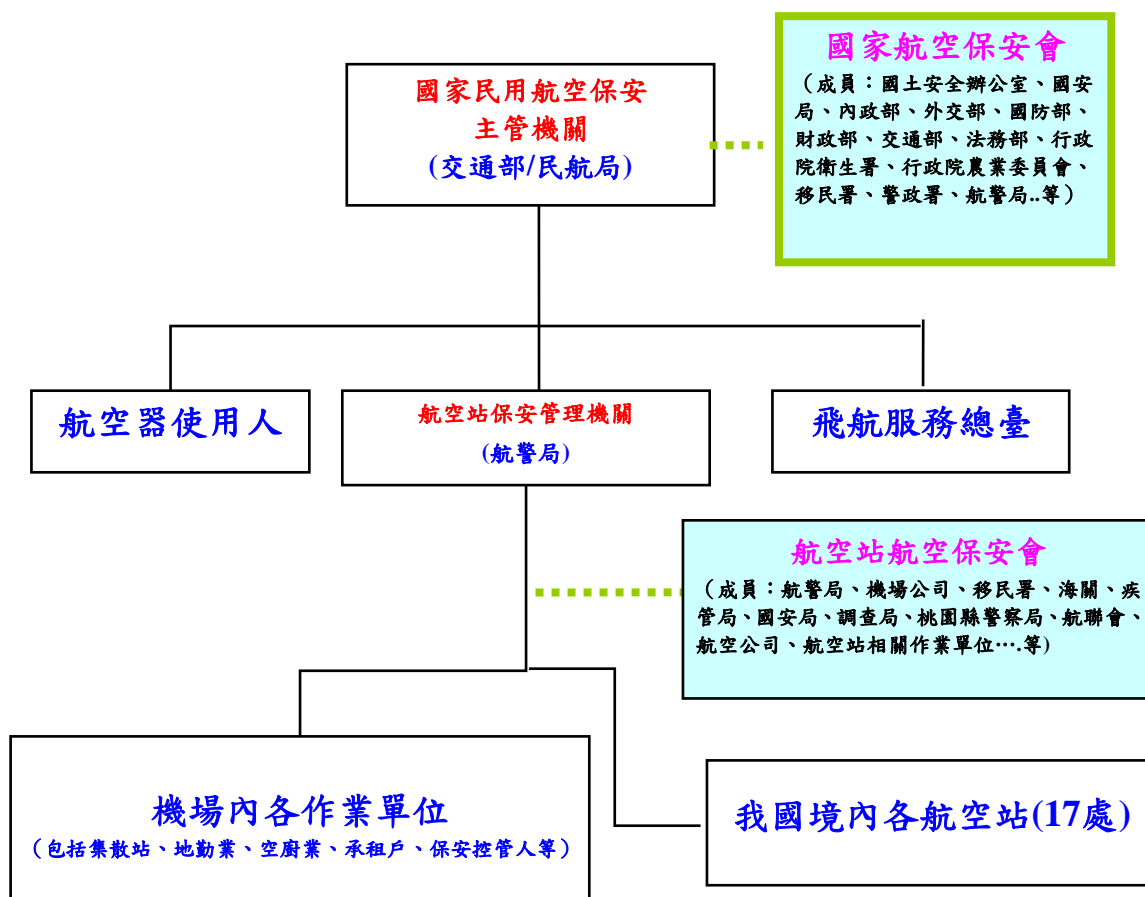 國家民用航空保安
主管機關
(交通部/民航局)
國家航空保安會
（成員：國土安全辦公室、國安
局、內政部、外交部、國防部、
財政部、交通部、法務部、行政
院衛生署、行政院農業委員會、
移民署、警政署、航警局..等）
航空器使用人
航空站保安管理機關
(航警局)
飛航服務總臺
航空站航空保安會
（成員：航警局、機場公司、移民署、海關、疾
管局、國安局、調查局、桃園縣警察局、航聯會、
航空公司、航空站相關作業單位….等)
機場內各作業單位
（包括集散站、地勤業、空廚業、承租戶、保安控管人等）
我國境內各航空站(17處)